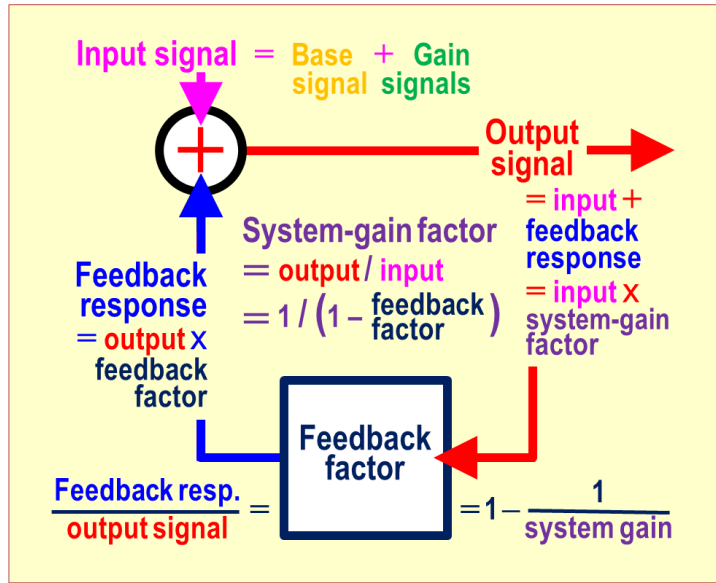 Input signal = Base + Gain
signal signals
+
Output
signal
= input +
feedback
response
= input x
system-gain
factor
System-gain factor
= output / input
= 1 / (1 – feedback
factor)
Feedback
response
= output x
feedback
factor
Feedback
factor
Feedback resp.
output signal
=
= 1 –
1
system gain